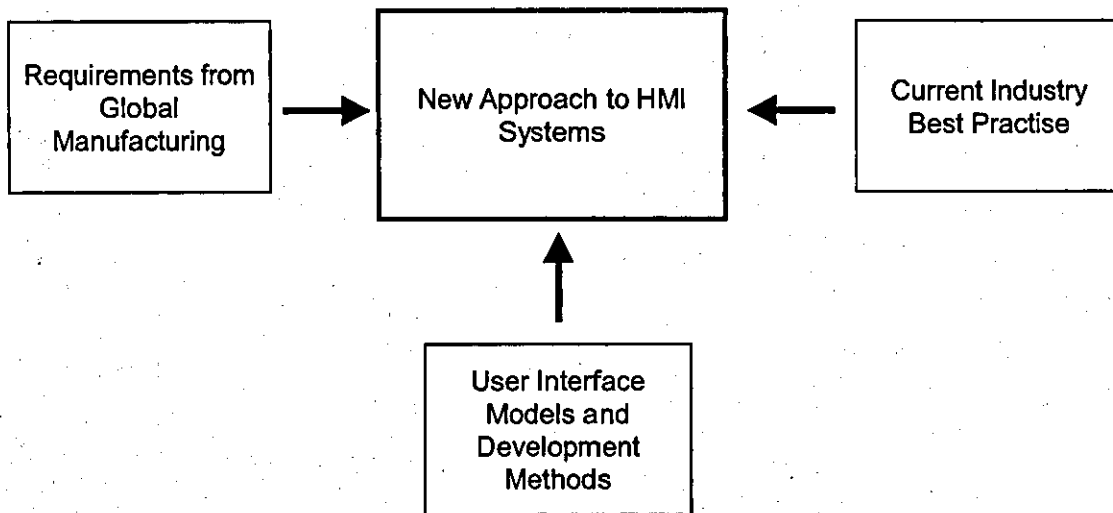 Requirements from
Global
Manufacturing
New Approach to HMI
Systems
Current Industry
Best Practise
User Interface
Models and
Development
Methods